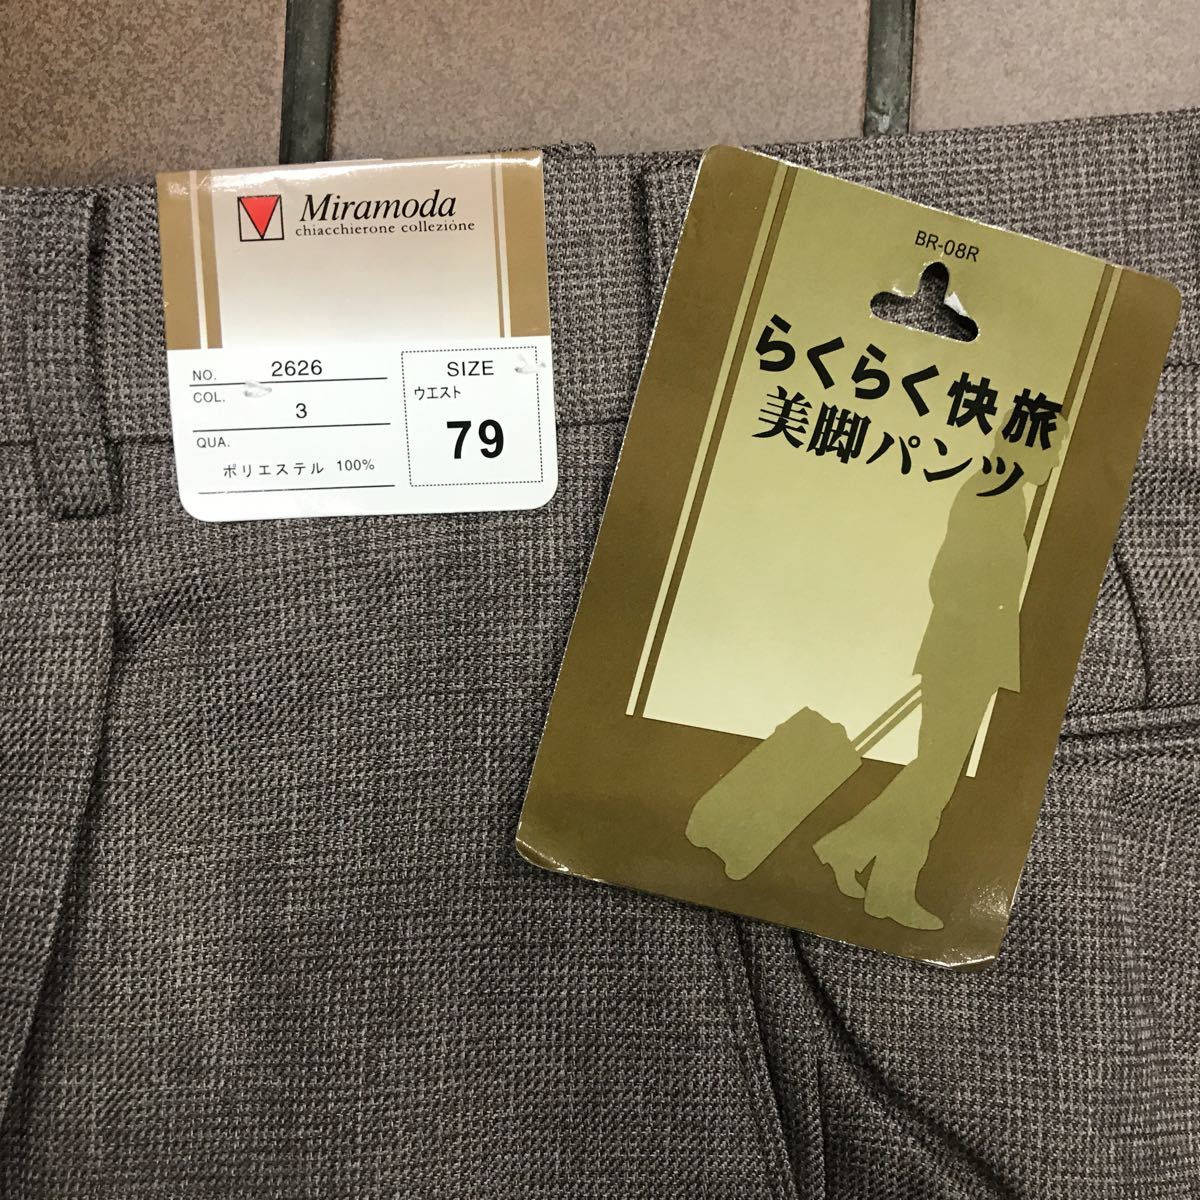 Miramoda
chiacchierone collezióne
NO. 2626
COL. 3
QUA.
ポリエステル 100%
SIZE
ウエスト
79
BR-08R
らくらく快旅
美脚パンツ